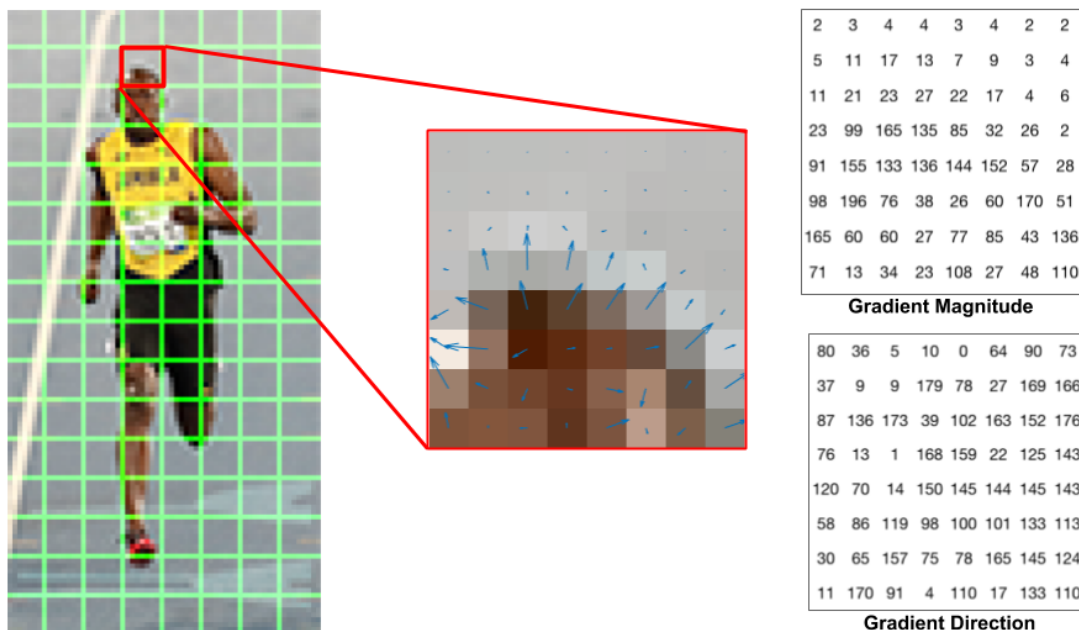 2 3 4 4 3 4 2 2
5 11 17 13 7 9 3 4
11 21 23 27 22 17 4 6
23 99 165 135 85 32 26 2
91 155 133 136 144 152 57 28
98 196 76 38 26 60 170 51
165 60 60 27 77 85 43 136
71 13 34 23 108 27 48 110
Gradient Magnitude
80 36 5 10 0 64 90 73
37 9 9 179 78 27 169 166
87 136 173 39 102 163 152 176
76 13 1 168 159 22 125 143
120 70 14 150 145 144 145 143
58 86 119 98 100 101 133 113
30 65 157 75 78 165 145 124
11 170 91 4 110 17 133 110
Gradient Direction